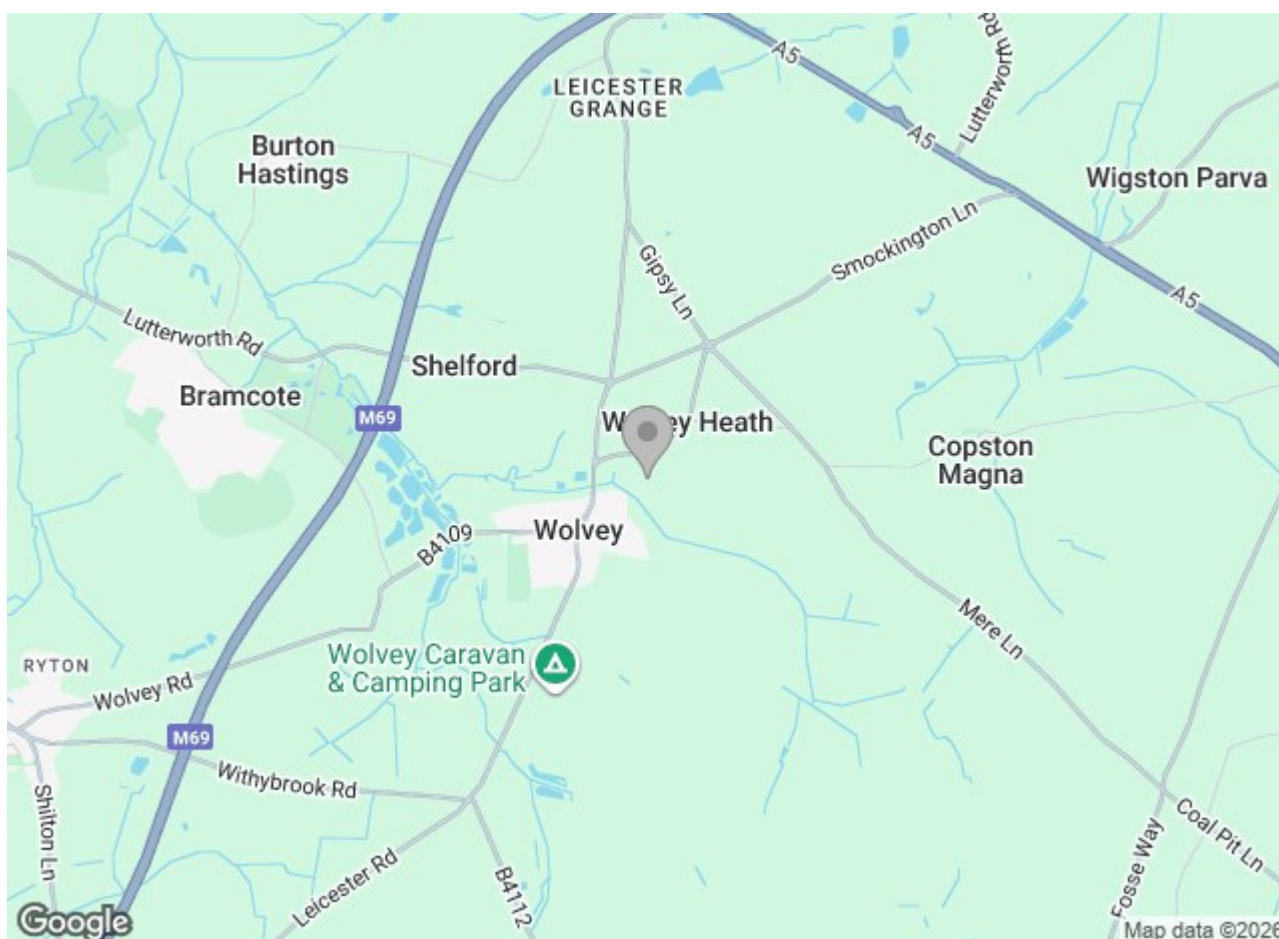 A5
Lutterworth Rd
LEICESTER
GRANGE
Burton
Hastings
A5
Wigston Parva
Smockington Ln
Gipsy Ln
A5
Lutterworth Rd
Shelford
Bramcote
M69
Heath
Copston
Magna
Wolvey
B4109
Mere Ln
Wolvey Caravan
& Camping Park
RYTON
Wolvey Rd
M69
Withybrook Rd
Shilton Ln
Coal Pit Ln
Fosse Way
Leicester Rd
B4112
Google
Map data ©2026